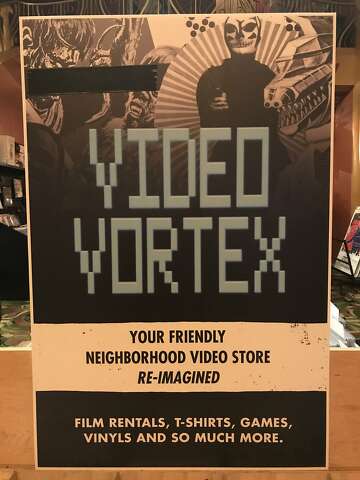 VIDEO
VORTEX
YOUR FRIENDLY
NEIGHBORHOOD VIDEO STORE
RE-IMAGINED
FILM RENTALS, T-SHIRTS, GAMES,
VINYLS AND SO MUCH MORE.